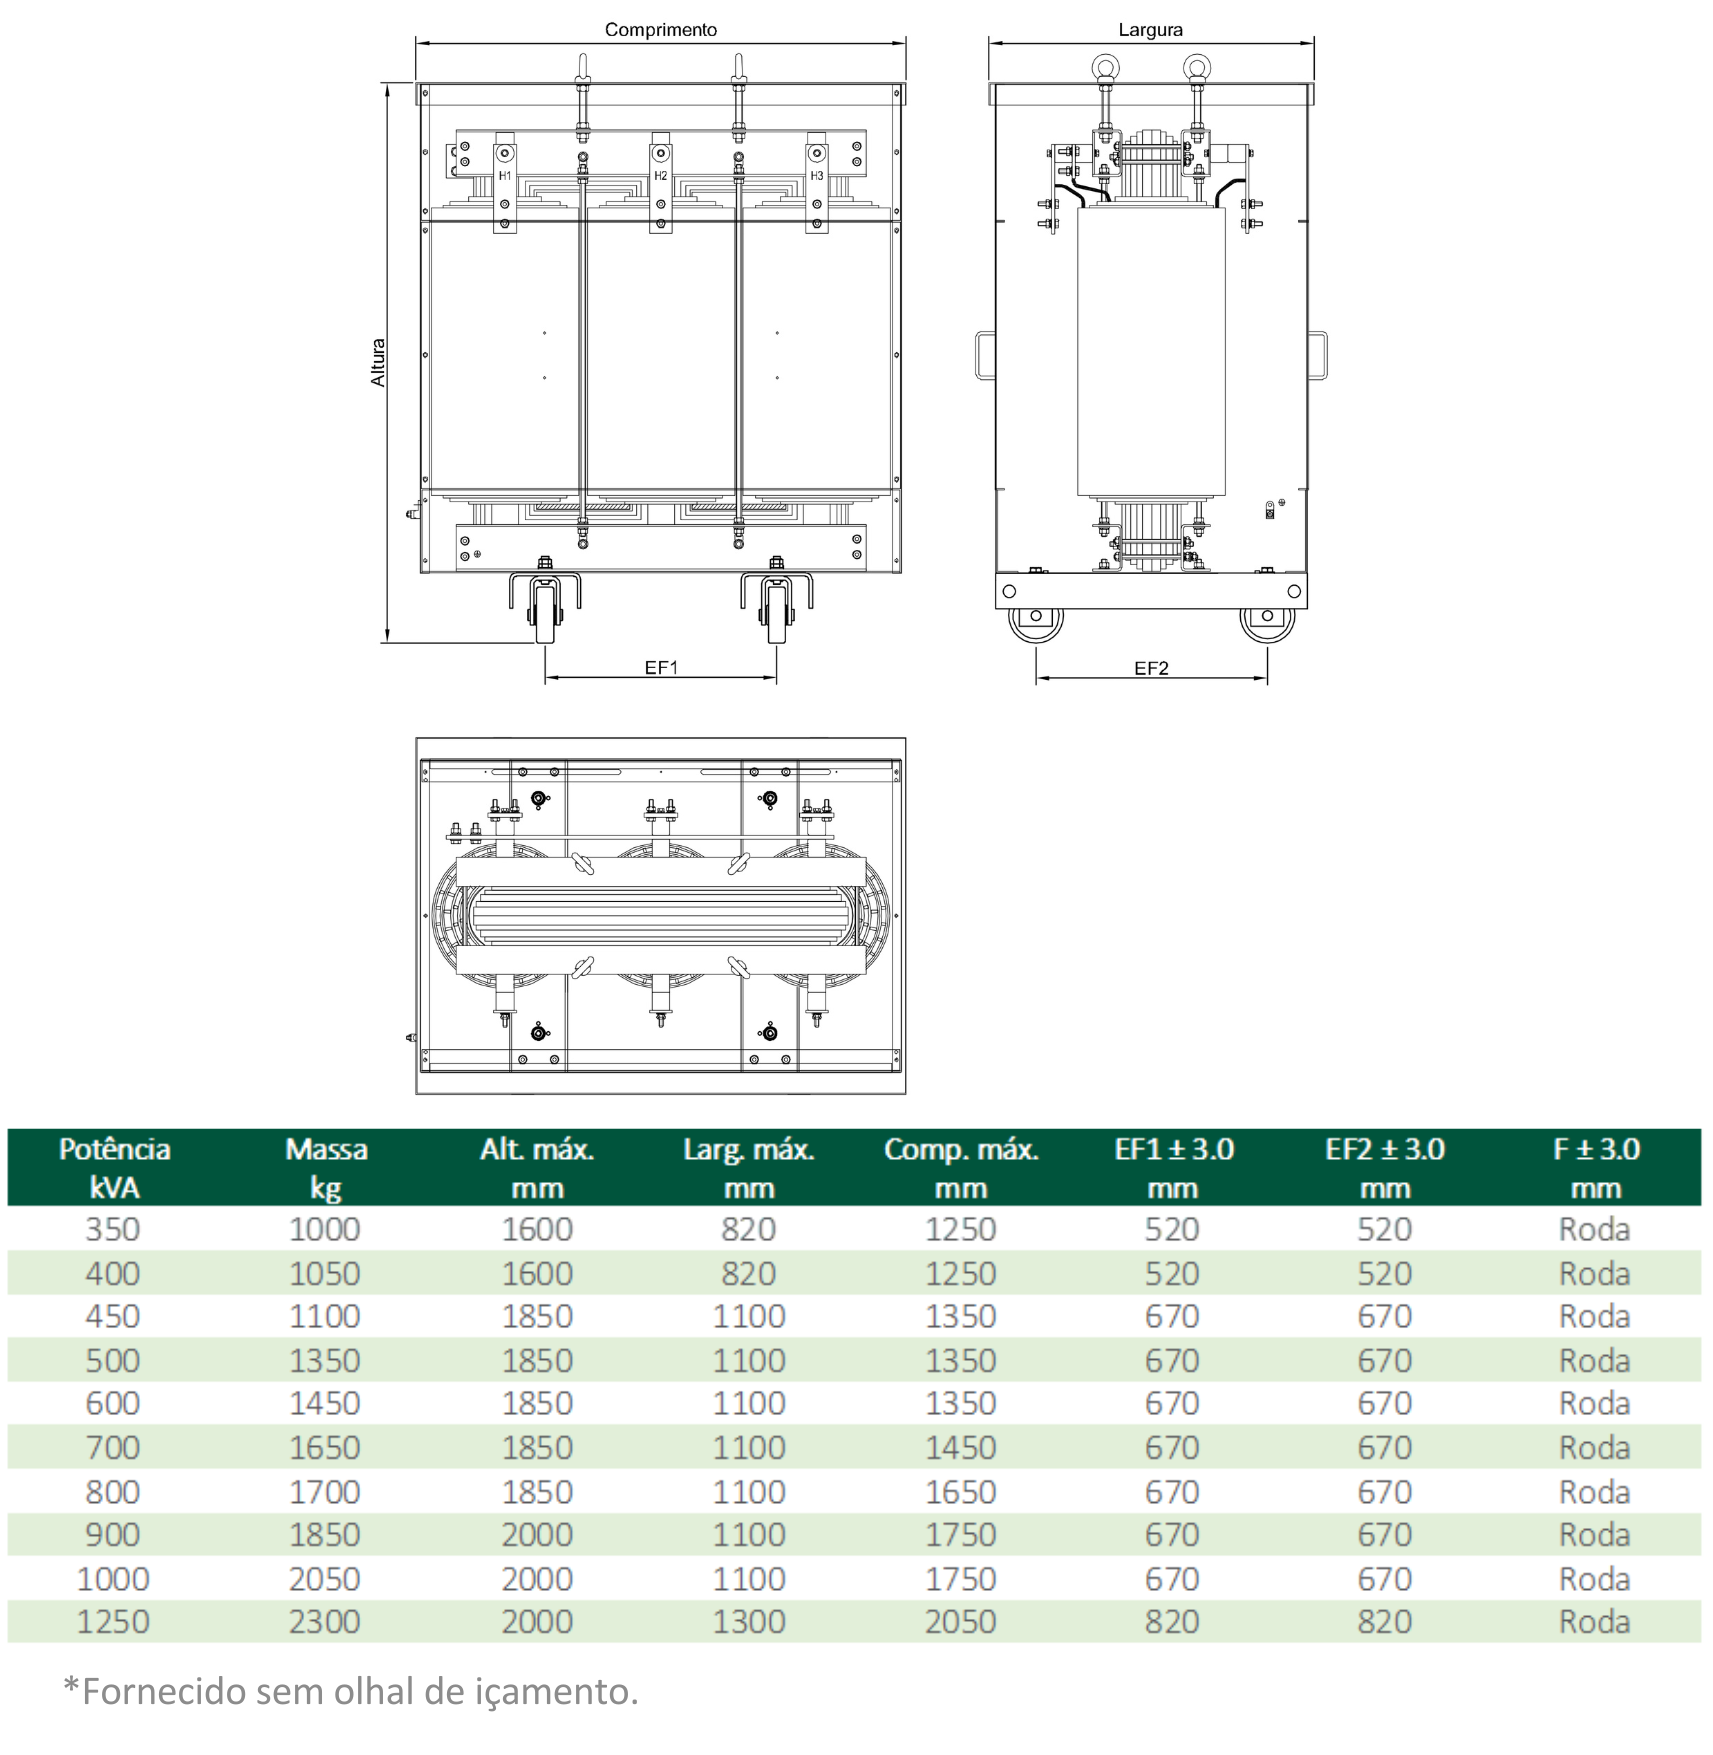 Comprimento
Largura
H1
H2
H3
Altura
EF1
EF2
Potência kVA Massa kg Alt. máx. mm Larg. máx. mm Comp. máx. mm EF1 ± 3.0 mm EF2 ± 3.0 mm F ± 3.0 mm
350 1000 1600 820 1250 520 520 Roda
400 1050 1600 820 1250 520 520 Roda
450 1100 1850 1100 1350 670 670 Roda
500 1350 1850 1100 1350 670 670 Roda
600 1450 1850 1100 1350 670 670 Roda
700 1650 1850 1100 1450 670 670 Roda
800 1700 1850 1100 1650 670 670 Roda
900 1850 2000 1100 1750 670 670 Roda
1000 2050 2000 1100 1750 670 670 Roda
1250 2300 2000 1300 2050 820 820 Roda
*Fornecido sem olhal de içamento.